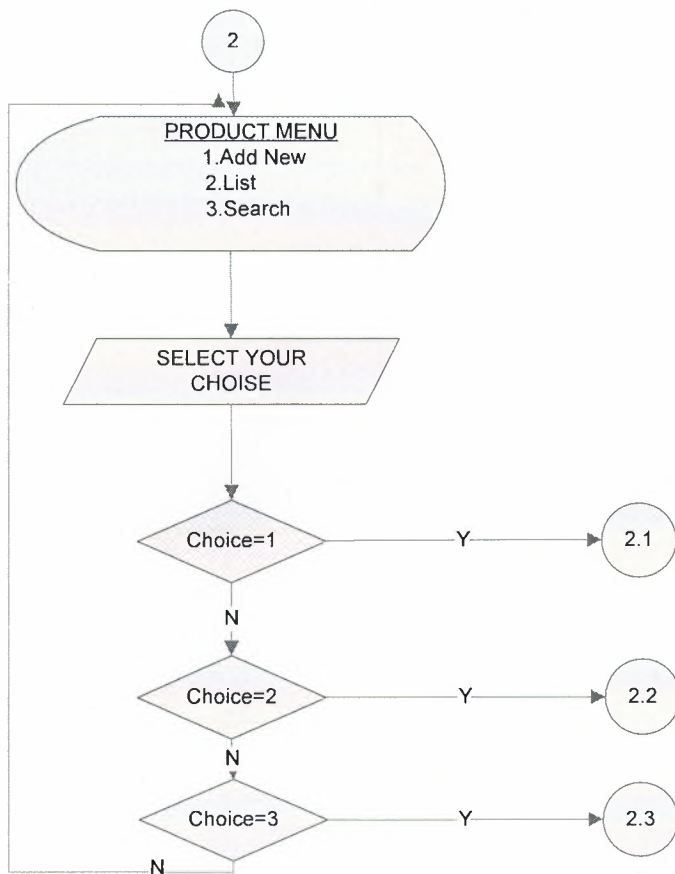 2
PRODUCT MENU
1.Add New
2.List
3.Search
SELECT YOUR
CHOISE
Choice=1
Y
2.1
N
Choice=2
Y
2.2
N
Choice=3
Y
2.3
N